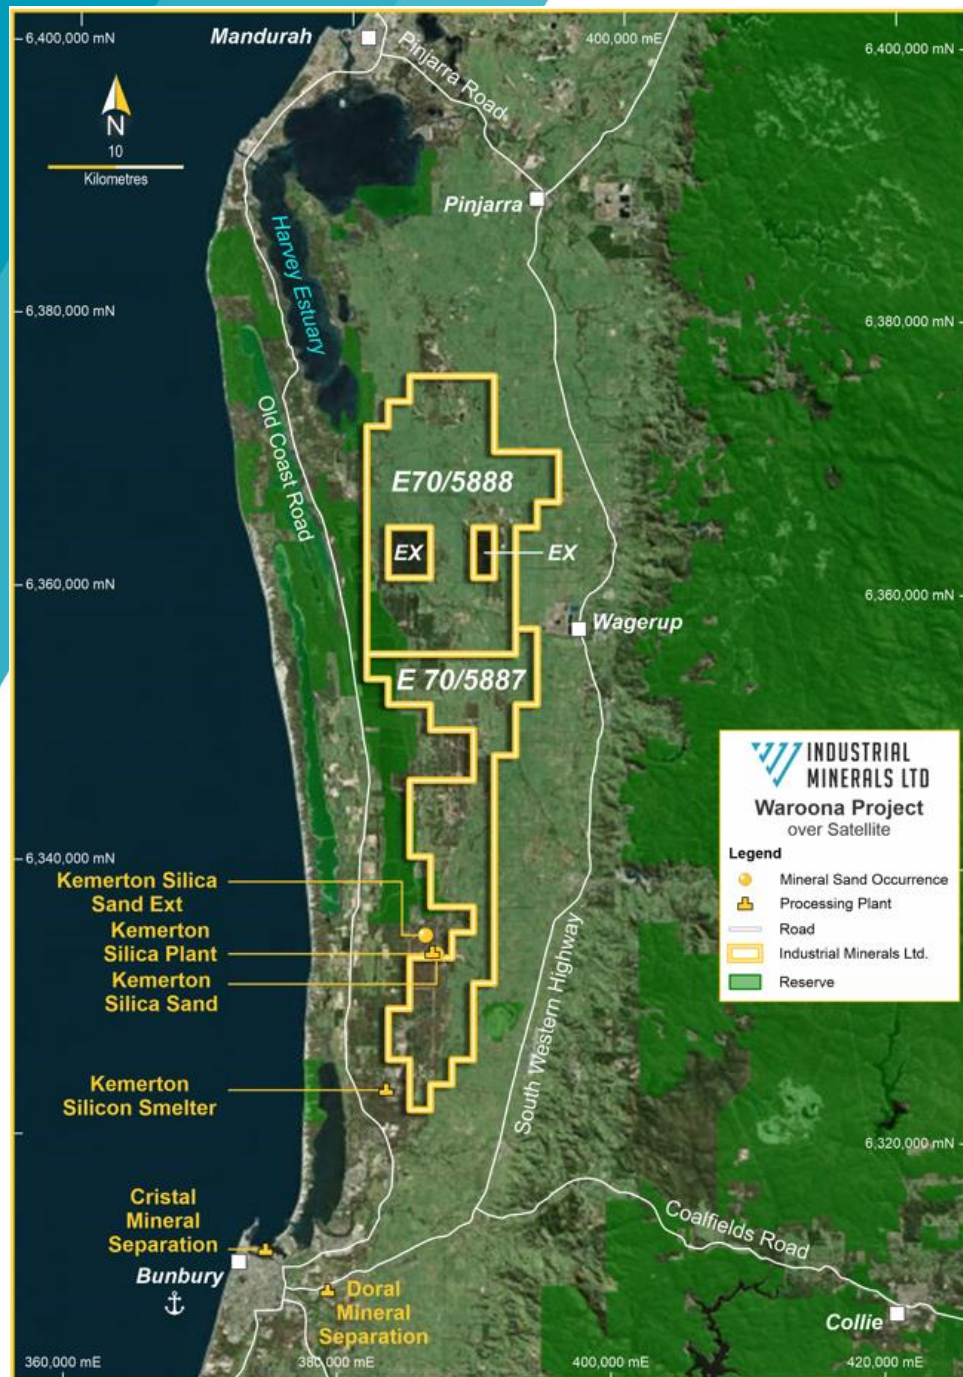 6,400,000 mN
Mandurah
Pinjarra Road
400,000 mE
6,400,000 mN
N
10
Kilometres
Pinjarra
Harvey Estuary
6,380,000 mN
6,380,000 mN
Old Coast Road
E70/5888
EX
EX
6,360,000 mN
6,360,000 mN
Wagerup
E 70/5887
INDUSTRIAL
MINERALS LTD
Waroona Project
over Satellite
Legend
Mineral Sand Occurrence
Processing Plant
Road
Industrial Minerals Ltd.
Reserve
6,340,000 mN
Kemerton Silica
Sand Ext
Kemerton
Silica Plant
Kemerton
Silica Sand
South Western Highway
Kemerton
Silicon Smelter
6,320,000 mN
Cristal
Mineral
Separation
Bunbury
Coalfields Road
Doral
Mineral
Separation
Collie
360,000 mE
380,000 mE
400,000 mE
420,000 mE